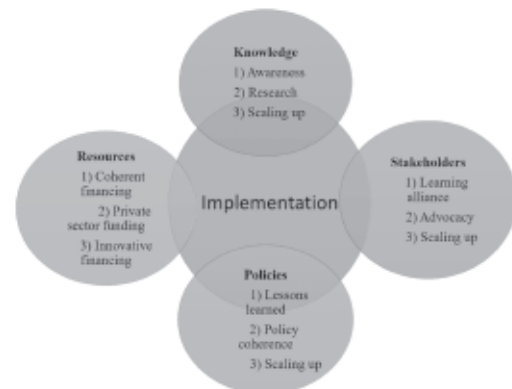 Knowledge
1) Awareness
2) Research
3) Scaling up
Resources
1) Coherent
financing
2) Private
sector funding
3) Innovative
financing
Implementation
Stakeholders
1) Learning
alliance
2) Advocacy
3) Scaling up
Policies
1) Lessons
learned
2) Policy
coherence
3) Scaling up